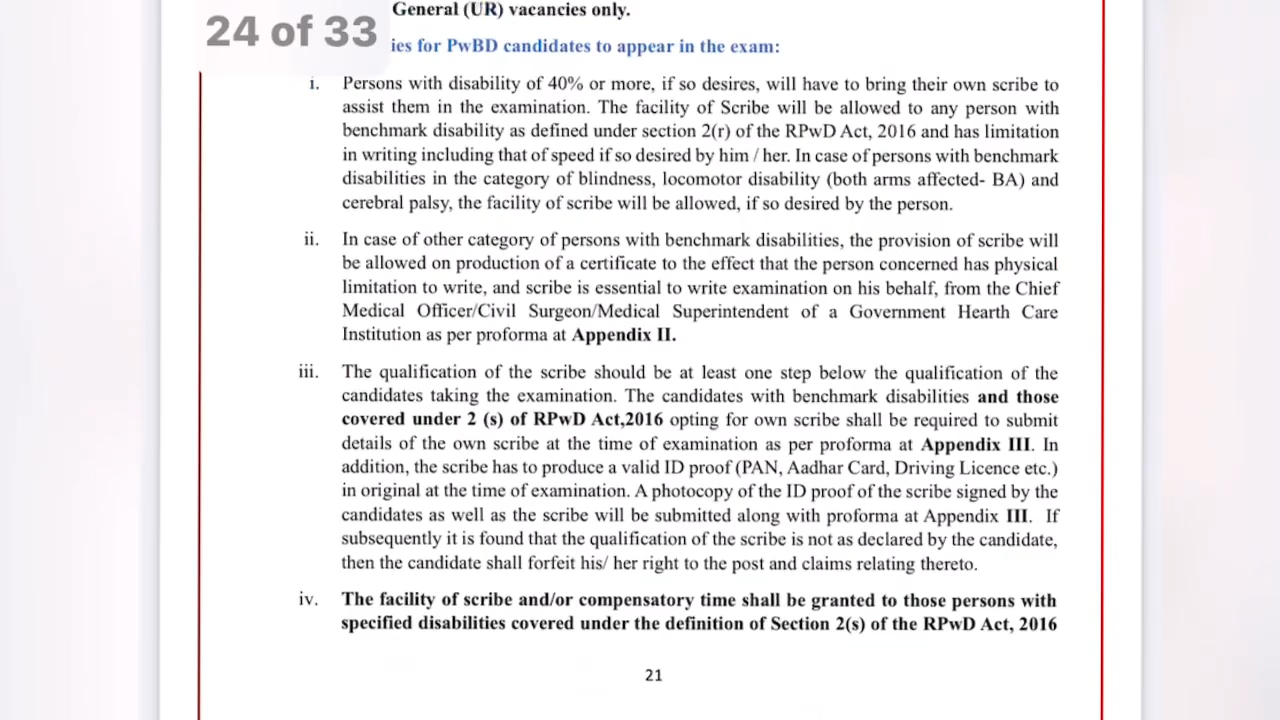 General (UR) vacancies only.
24 of 33
ies for PwBD candidates to appear in the exam:
i. Persons with disability of 40% or more, if so desires, will have to bring their own scribe to
assist them in the examination. The facility of Scribe will be allowed to any person with
benchmark disability as defined under section 2(r) of the RPwD Act, 2016 and has limitation
in writing including that of speed if so desired by him / her. In case of persons with benchmark
disabilities in the category of blindness, locomotor disability (both arms affected- BA) and
cerebral palsy, the facility of scribe will be allowed, if so desired by the person.
ii. In case of other category of persons with benchmark disabilities, the provision of scribe will
be allowed on production of a certificate to the effect that the person concerned has physical
limitation to write, and scribe is essential to write examination on his behalf, from the Chief
Medical Officer/Civil Surgeon/Medical Superintendent of a Government Hearth Care
Institution as per proforma at Appendix II.
iii. The qualification of the scribe should be at least one step below the qualification of the
candidates taking the examination. The candidates with benchmark disabilities and those
covered under 2 (s) of RPwD Act,2016 opting for own scribe shall be required to submit
details of the own scribe at the time of examination as per proforma at Appendix III. In
addition, the scribe has to produce a valid ID proof (PAN, Aadhar Card, Driving Licence etc.)
in original at the time of examination. A photocopy of the ID proof of the scribe signed by the
candidates as well as the scribe will be submitted along with proforma at Appendix III. If
subsequently it is found that the qualification of the scribe is not as declared by the candidate,
then the candidate shall forfeit his/ her right to the post and claims relating thereto.
iv. The facility of scribe and/or compensatory time shall be granted to those persons with
specified disabilities covered under the definition of Section 2(s) of the RPwD Act, 2016
21